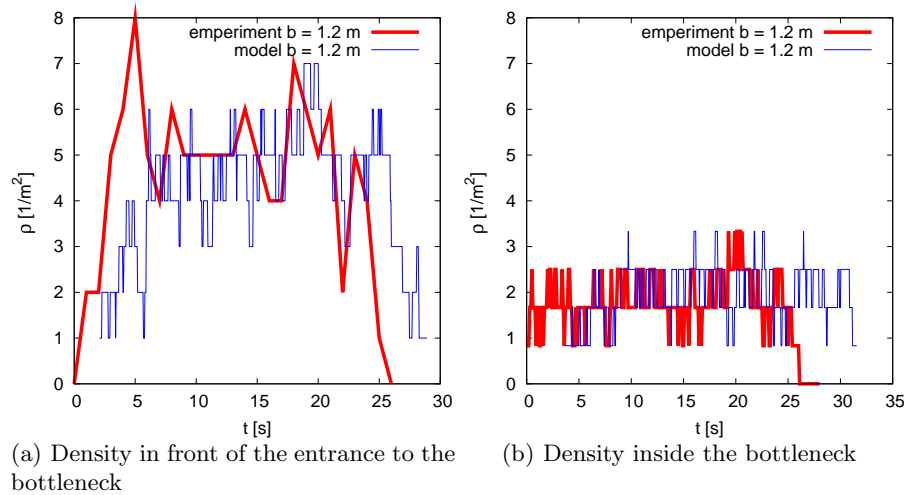 experiment b = 1.2 m
model b = 1.2 m
ρ [1/m²]
8
7
6
5
4
3
2
1
0
0 5 10 15 20 25 30
t [s]
(a) Density in front of the entrance to the
bottleneck
experiment b = 1.2 m
model b = 1.2 m
ρ [1/m²]
8
7
6
5
4
3
2
1
0
0 5 10 15 20 25 30 35
t [s]
(b) Density inside the bottleneck